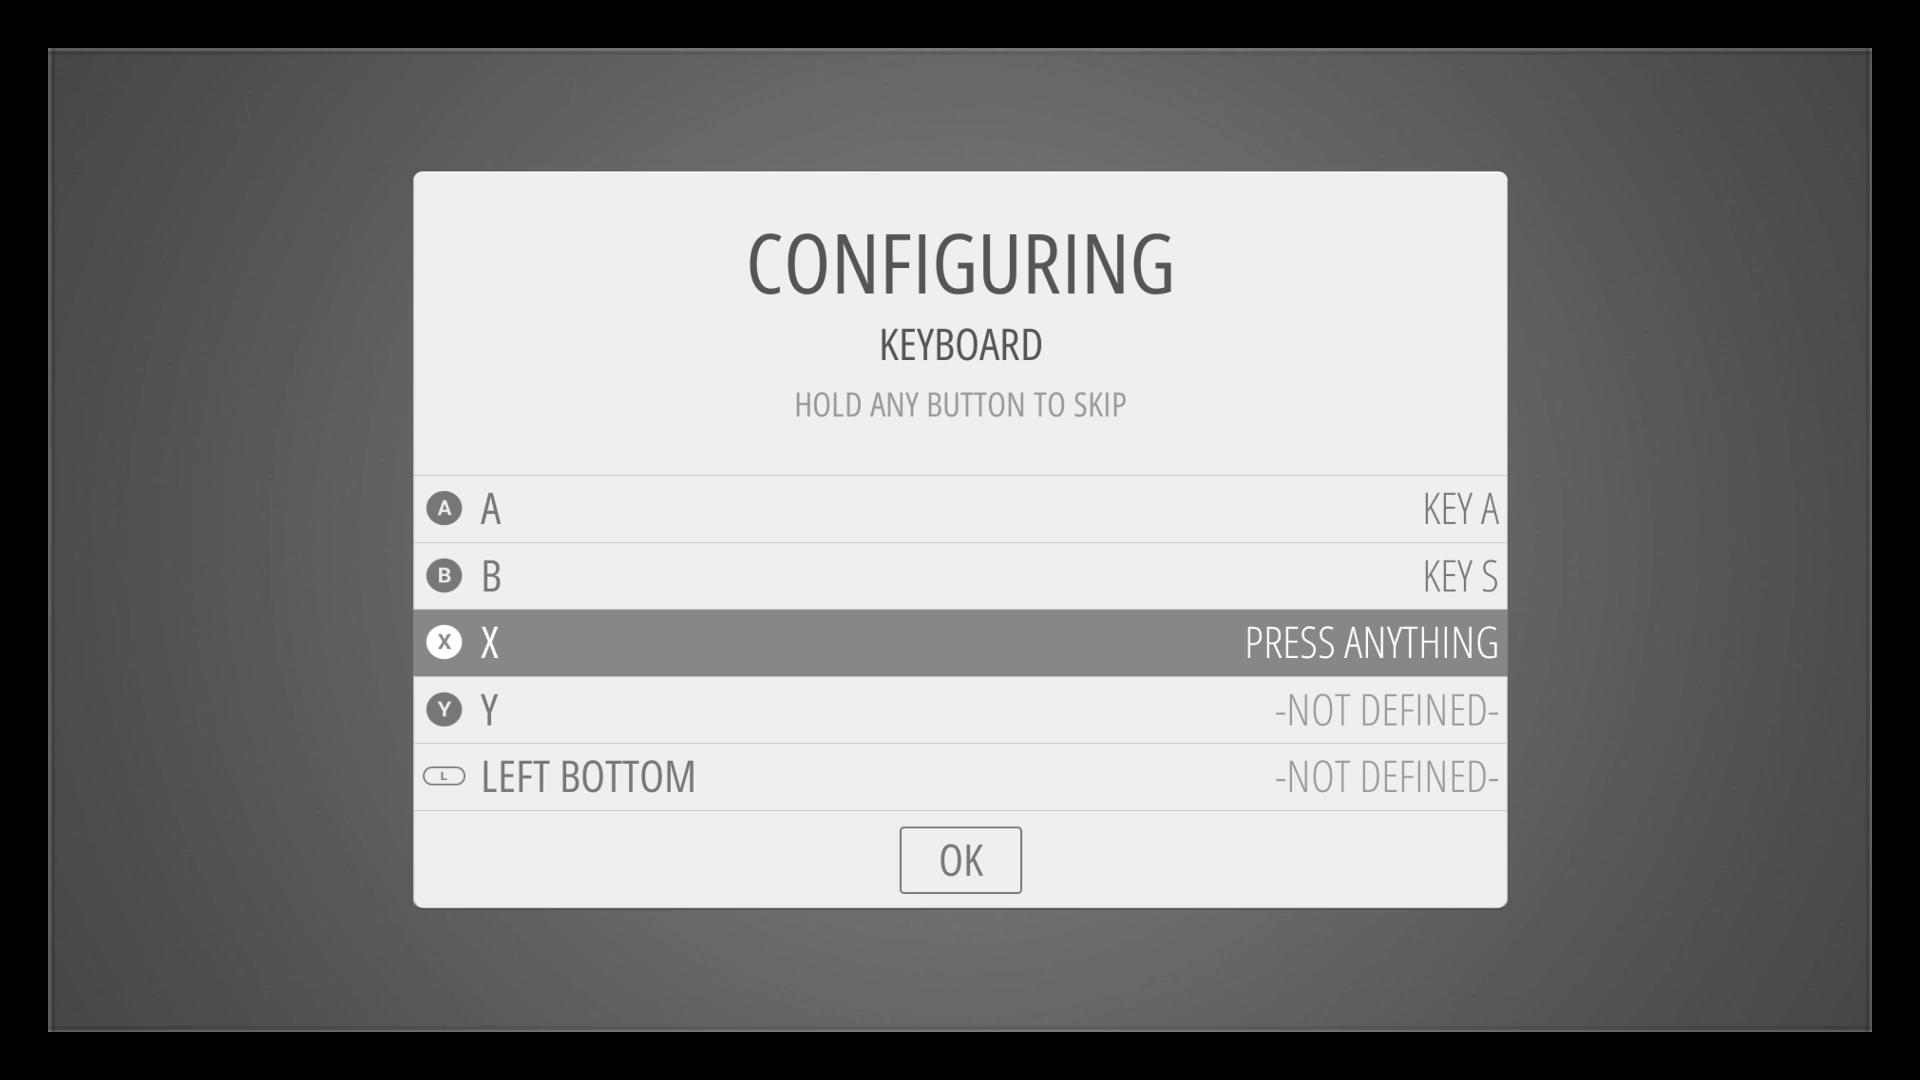 CONFIGURING
KEYBOARD
HOLD ANY BUTTON TO SKIP
A A KEY A
B B KEY S
X X PRESS ANYTHING
Y Y -NOT DEFINED-
L LEFT BOTTOM -NOT DEFINED-
OK